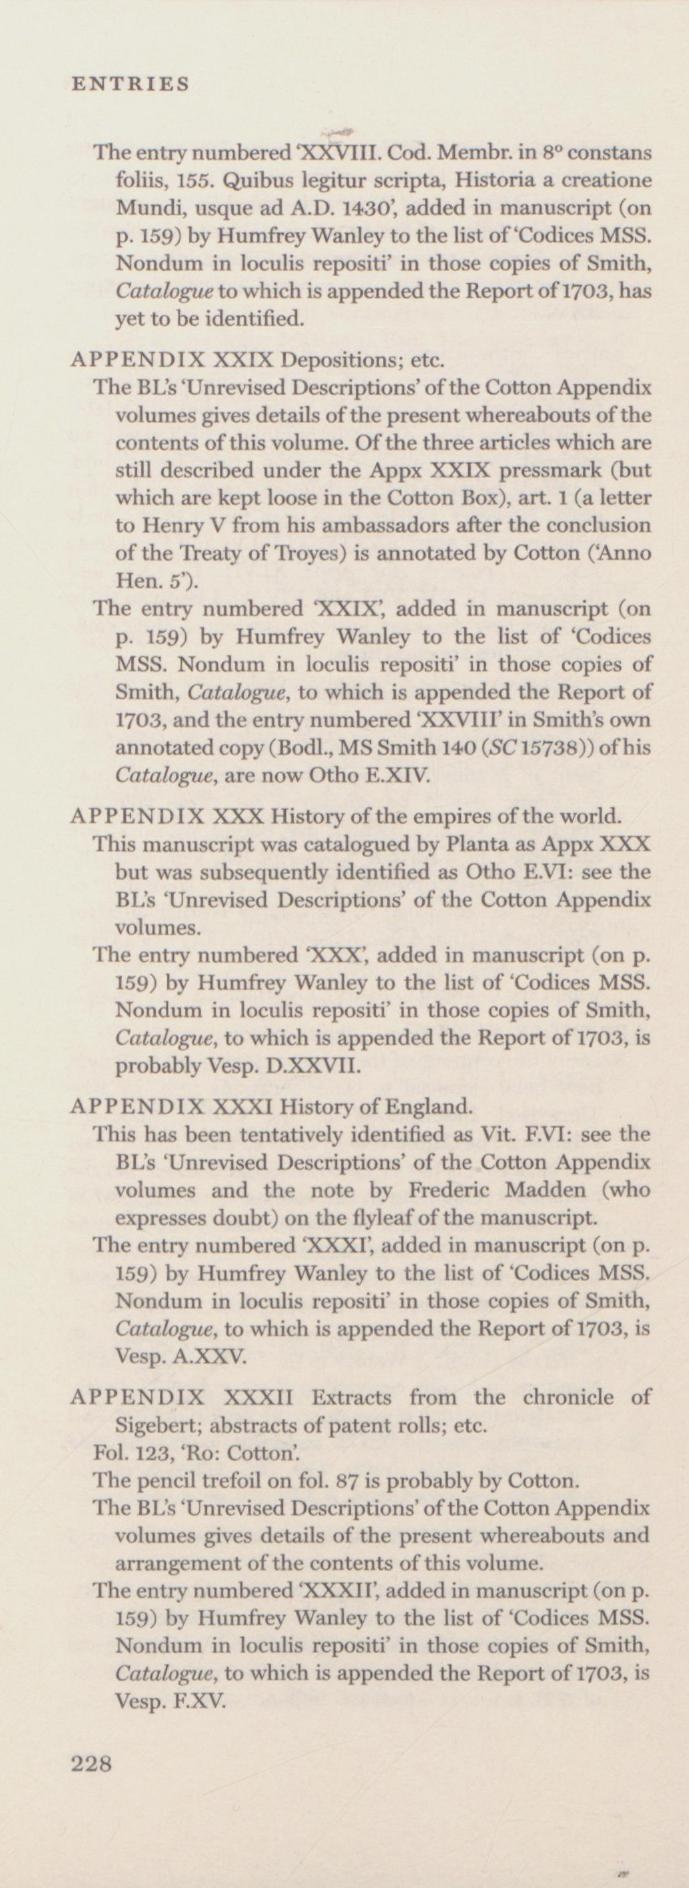 ENTRIES
The entry numbered ‘XXVIII. Cod. Membr. in 8º constans
foliis, 155. Quibus legitur scripta, Historia a creatione
Mundi, usque ad A.D. 1430’, added in manuscript (on
p. 159) by Humfrey Wanley to the list of ‘Codices MSS.
Nondum in loculis repositi’ in those copies of Smith,
Catalogue to which is appended the Report of 1703, has
yet to be identified.
APPENDIX XXIX Depositions; etc.
The BL’s ‘Unrevised Descriptions’ of the Cotton Appendix
volumes gives details of the present whereabouts of the
contents of this volume. Of the three articles which are
still described under the Appx XXIX pressmark (but
which are kept loose in the Cotton Box), art. 1 (a letter
to Henry V from his ambassadors after the conclusion
of the Treaty of Troyes) is annotated by Cotton (‘Anno
Hen. 5’).
The entry numbered ‘XXIX’, added in manuscript (on
p. 159) by Humfrey Wanley to the list of ‘Codices
MSS. Nondum in loculis repositi’ in those copies of
Smith, Catalogue, to which is appended the Report of
1703, and the entry numbered ‘XXVIII’ in Smith’s own
annotated copy (Bodl., MS Smith 140 (SC 15738)) of his
Catalogue, are now Otho E.XIV.
APPENDIX XXX History of the empires of the world.
This manuscript was catalogued by Planta as Appx XXX
but was subsequently identified as Otho E.VI: see the
BL’s ‘Unrevised Descriptions’ of the Cotton Appendix
volumes.
The entry numbered ‘XXX’, added in manuscript (on p.
159) by Humfrey Wanley to the list of ‘Codices MSS.
Nondum in loculis repositi’ in those copies of Smith,
Catalogue, to which is appended the Report of 1703, is
probably Vesp. D.XXVII.
APPENDIX XXXI History of England.
This has been tentatively identified as Vit. F.VI: see the
BL’s ‘Unrevised Descriptions’ of the Cotton Appendix
volumes and the note by Frederic Madden (who
expresses doubt) on the flyleaf of the manuscript.
The entry numbered ‘XXXI’, added in manuscript (on p.
159) by Humfrey Wanley to the list of ‘Codices MSS.
Nondum in loculis repositi’ in those copies of Smith,
Catalogue, to which is appended the Report of 1703, is
Vesp. A.XXV.
APPENDIX XXXII Extracts from the chronicle of
Sigebert; abstracts of patent rolls; etc.
Fol. 123, ‘Ro: Cotton’.
The pencil trefoil on fol. 87 is probably by Cotton.
The BL’s ‘Unrevised Descriptions’ of the Cotton Appendix
volumes gives details of the present whereabouts and
arrangement of the contents of this volume.
The entry numbered ‘XXXII’, added in manuscript (on p.
159) by Humfrey Wanley to the list of ‘Codices MSS.
Nondum in loculis repositi’ in those copies of Smith,
Catalogue, to which is appended the Report of 1703, is
Vesp. F.XV.
228